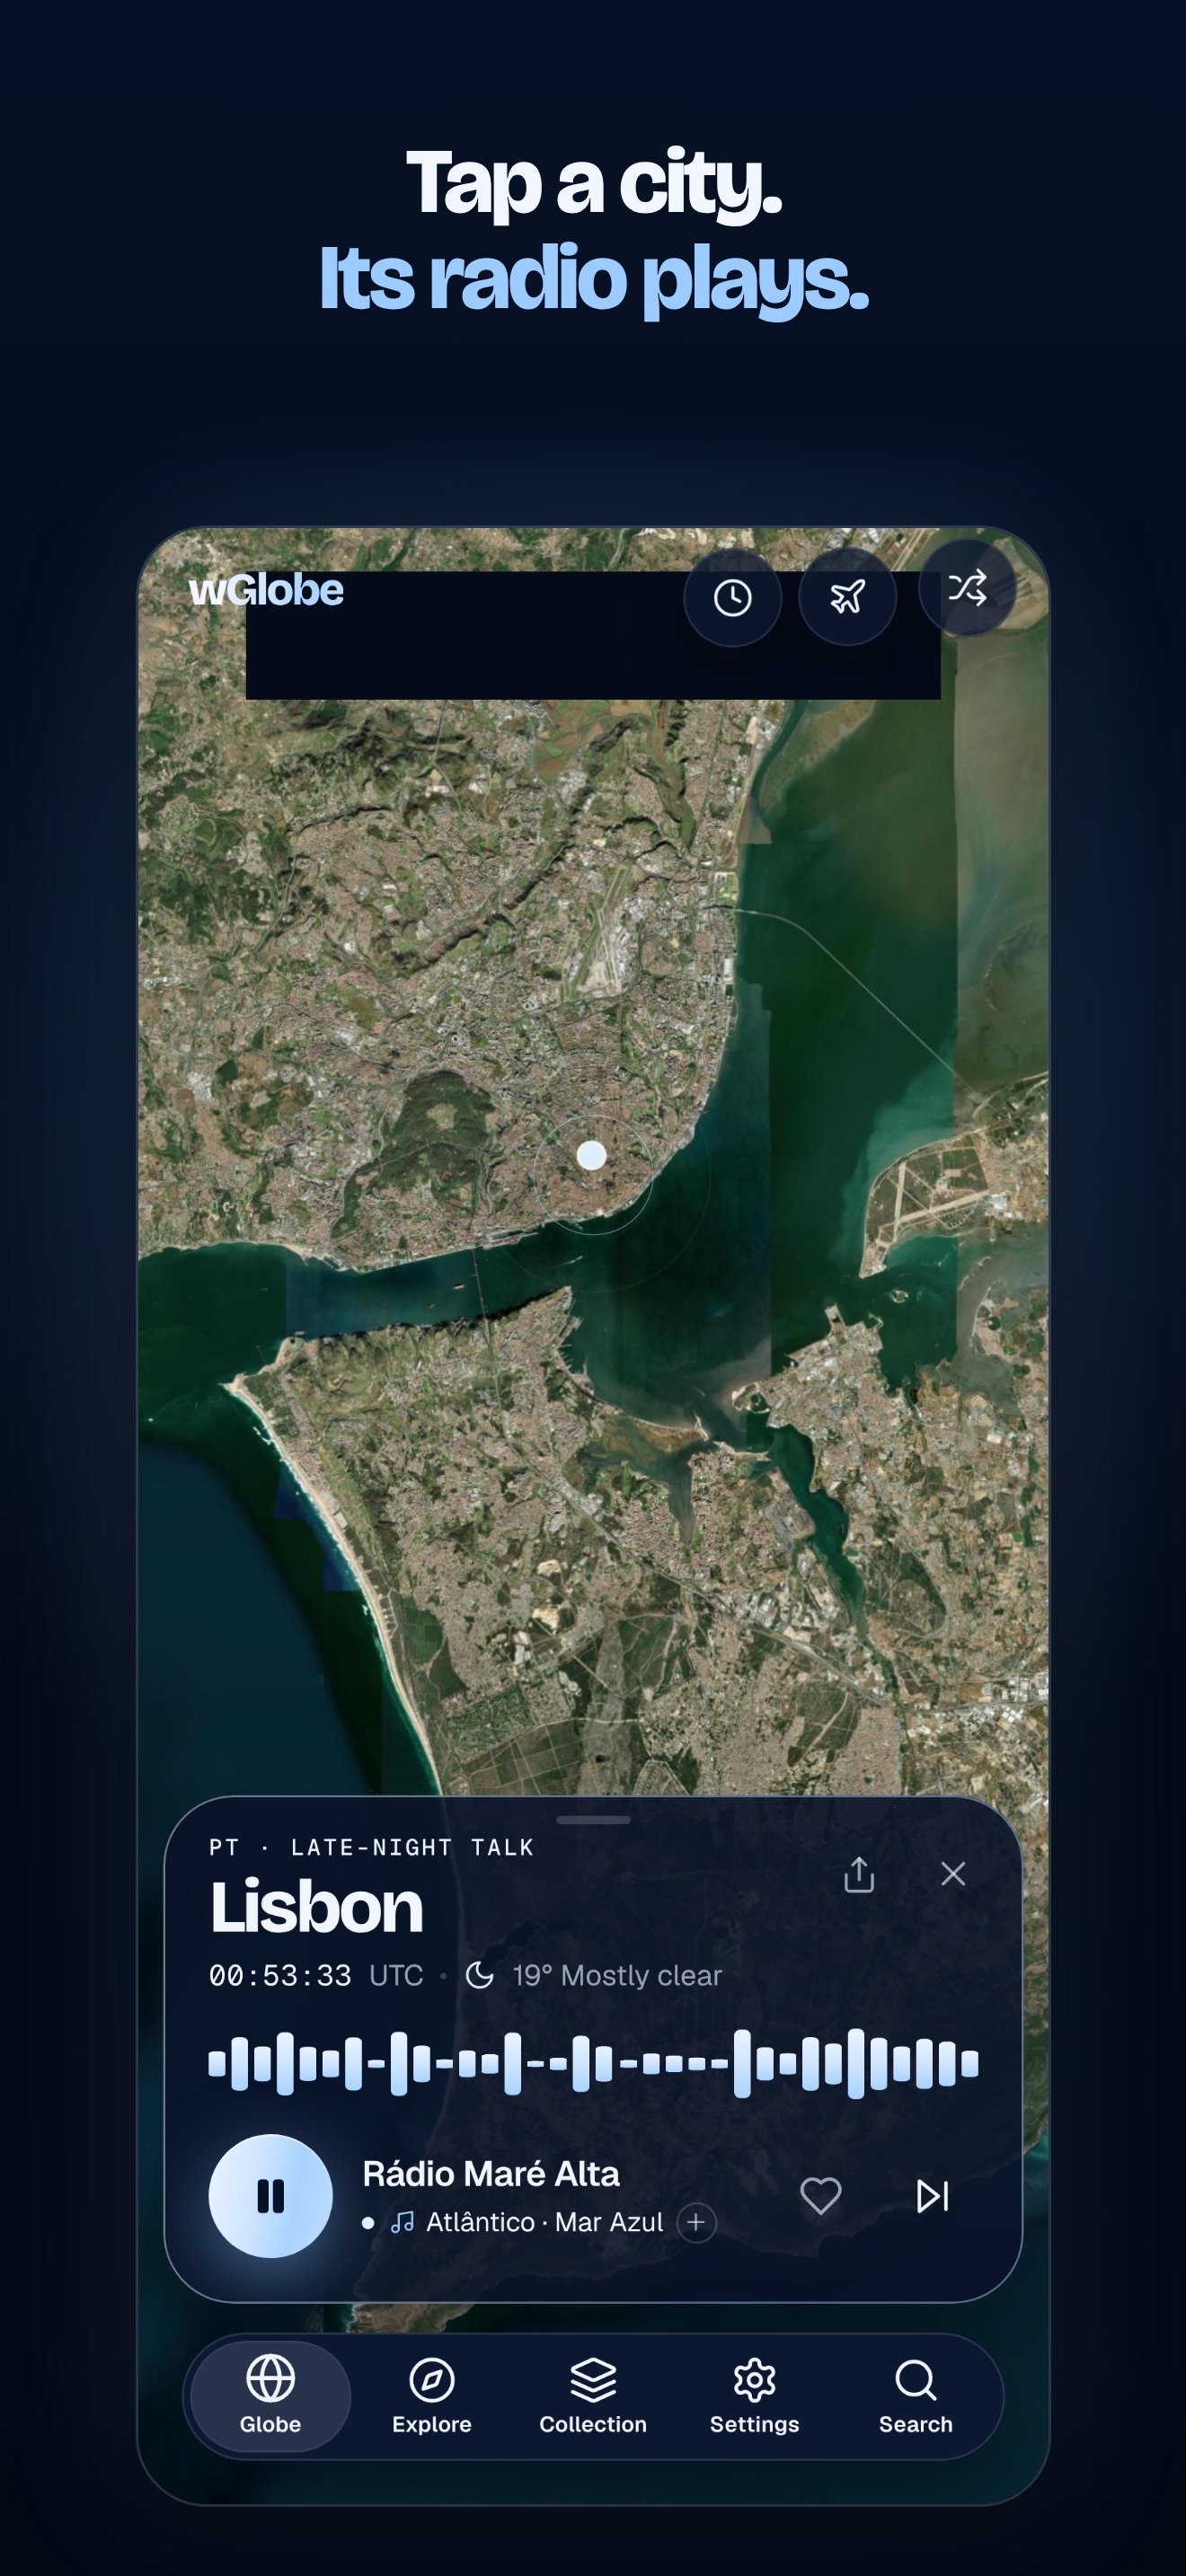 Tap a city.
Its radio plays.
wGlobe
PT · LATE-NIGHT TALK
Lisbon
00:53:33 UTC · 19° Mostly clear
Rádio Maré Alta
Atlântico · Mar Azul
Globe
Explore
Collection
Settings
Search